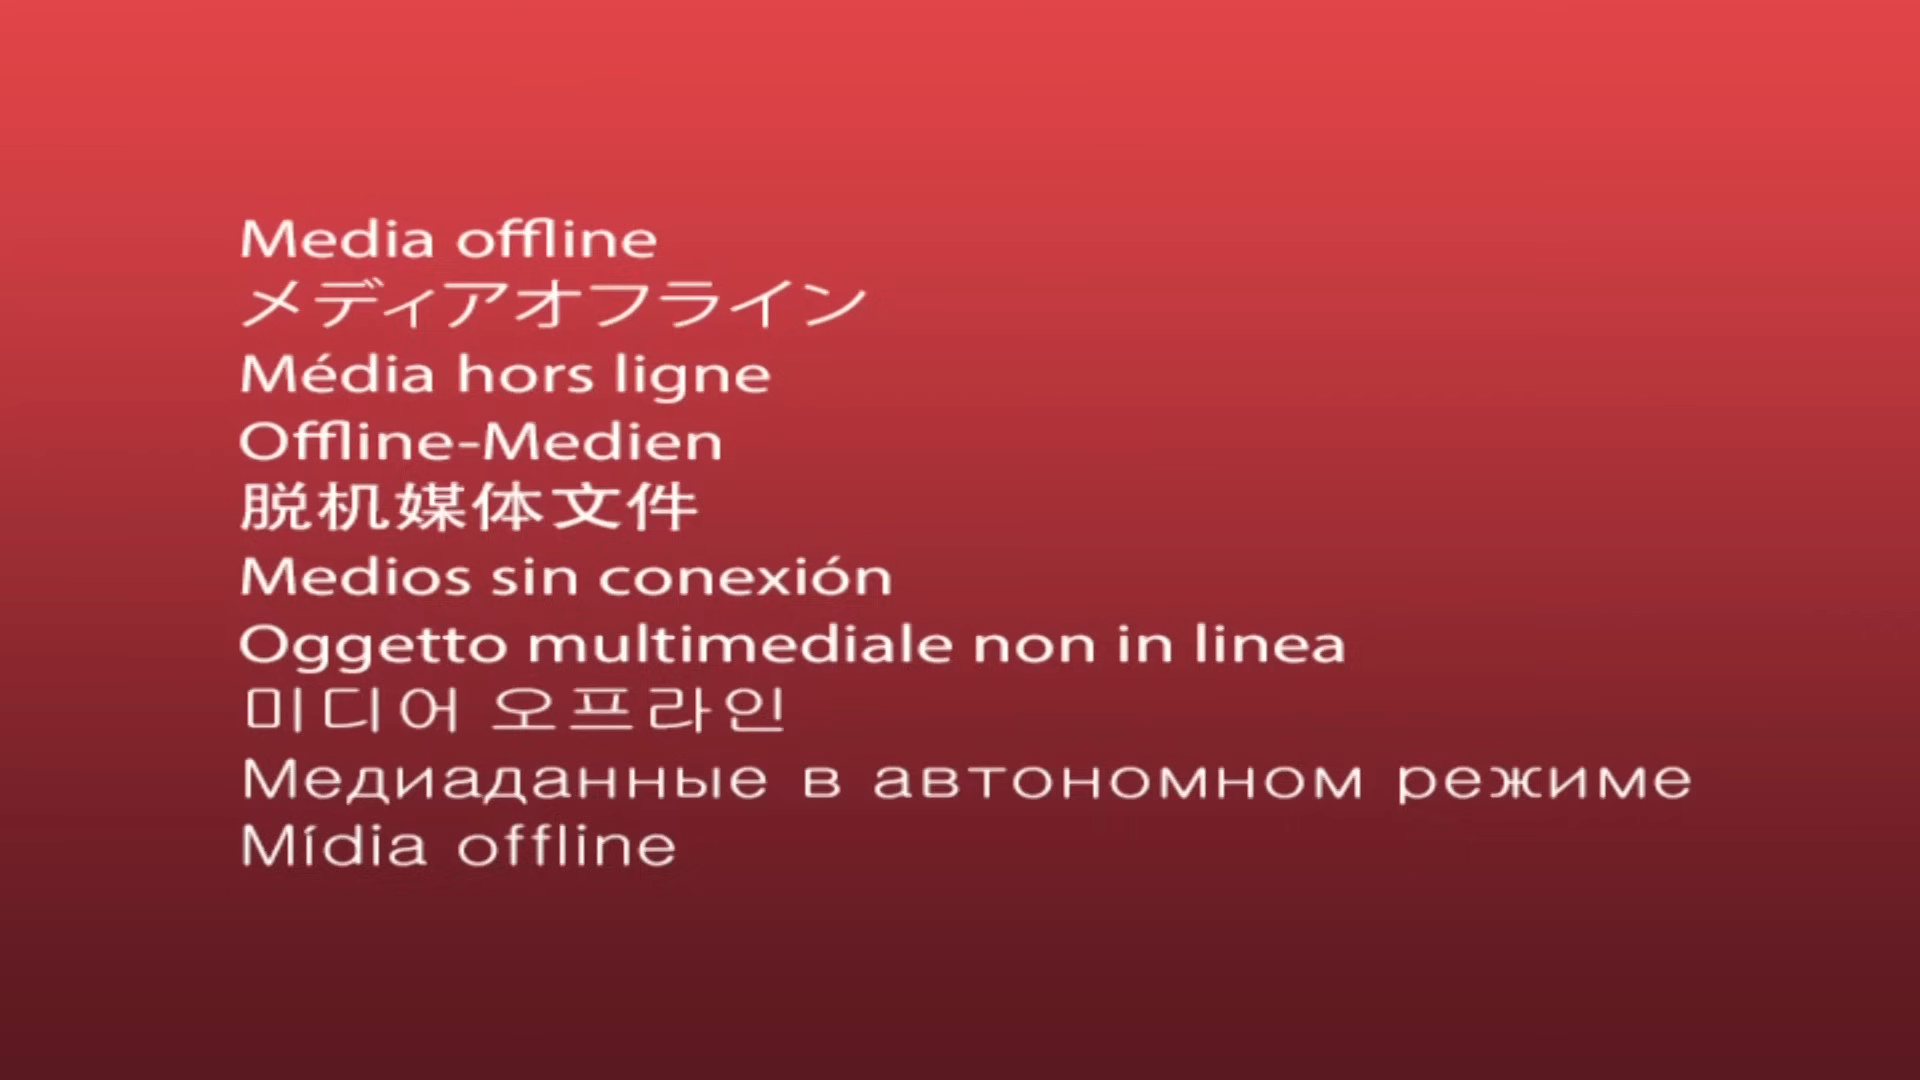 Media offline
メディアオフライン
Média hors ligne
Offline-Medien
脱机媒体文件
Medios sin conexión
Oggetto multimediale non in linea
미디어 오프라인
Медиаданные в автономном режиме
Mídia offline